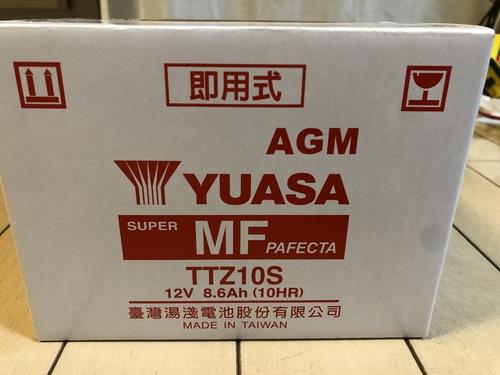 即用式
AGM
YUASA
SUPER MF PAFECTA
TTZ10S
12V 8.6Ah (10HR)
臺灣湯淺電池股份有限公司
MADE IN TAIWAN